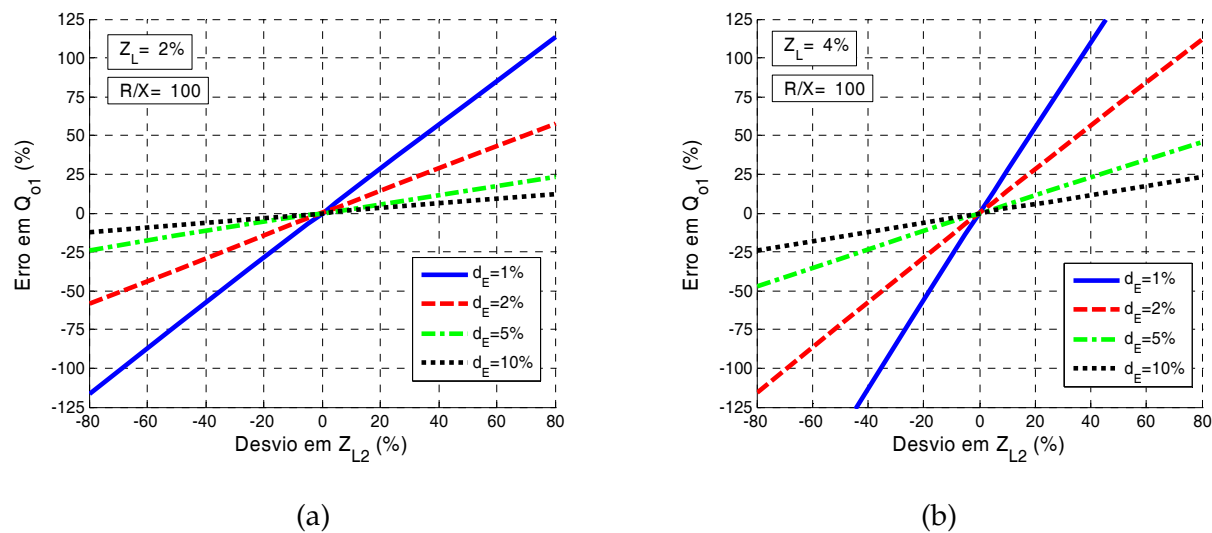 Z_L= 2%
R/X= 100
Erro em Q_o1 (%)
125
100
75
50
25
0
-25
-50
-75
-100
-125
d_E=1%
d_E=2%
d_E=5%
d_E=10%
-80 -60 -40 -20 0 20 40 60 80
Desvio em Z_L2 (%)
(a)
Z_L= 4%
R/X= 100
Erro em Q_o1 (%)
125
100
75
50
25
0
-25
-50
-75
-100
-125
d_E=1%
d_E=2%
d_E=5%
d_E=10%
-80 -60 -40 -20 0 20 40 60 80
Desvio em Z_L2 (%)
(b)